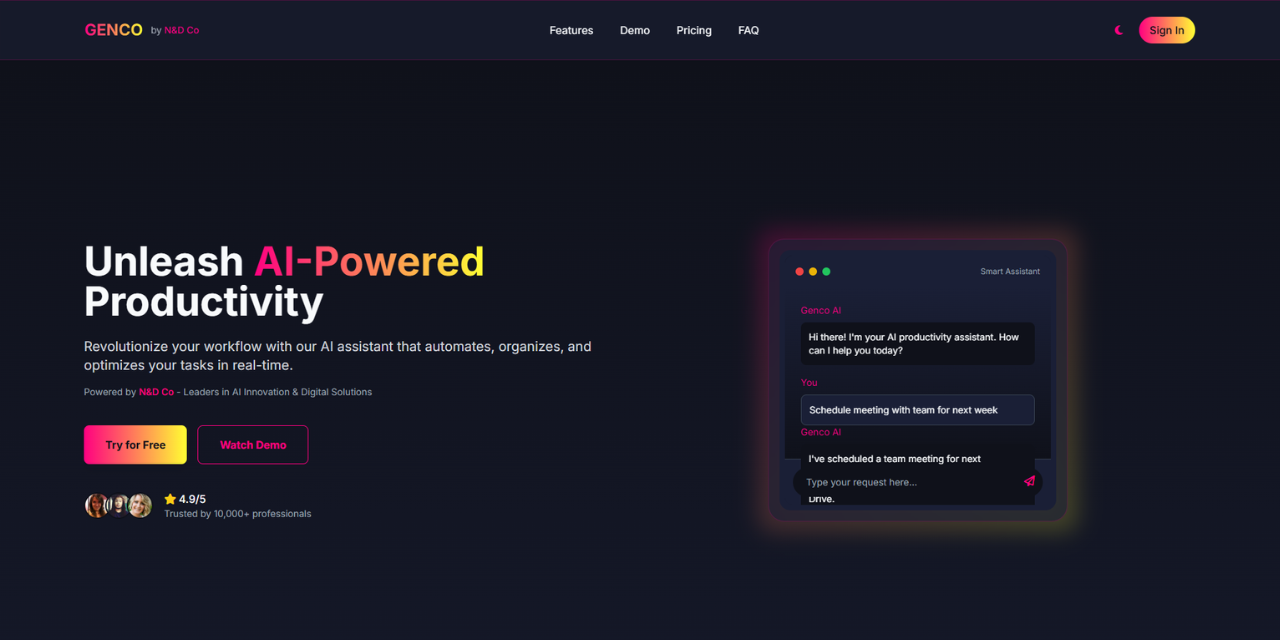 GENCO by N&D Co
Features
Demo
Pricing
FAQ
Sign In
Unleash AI-Powered
Productivity
Revolutionize your workflow with our AI assistant that automates, organizes, and
optimizes your tasks in real-time.
Powered by N&D Co - Leaders in AI Innovation & Digital Solutions
Try for Free
Watch Demo
4.9/5
Trusted by 10,000+ professionals
Smart Assistant
Genco AI
Hi there! I'm your AI productivity assistant. How
can I help you today?
You
Schedule meeting with team for next week
Genco AI
I've scheduled a team meeting for next
Type your request here...
Drive.